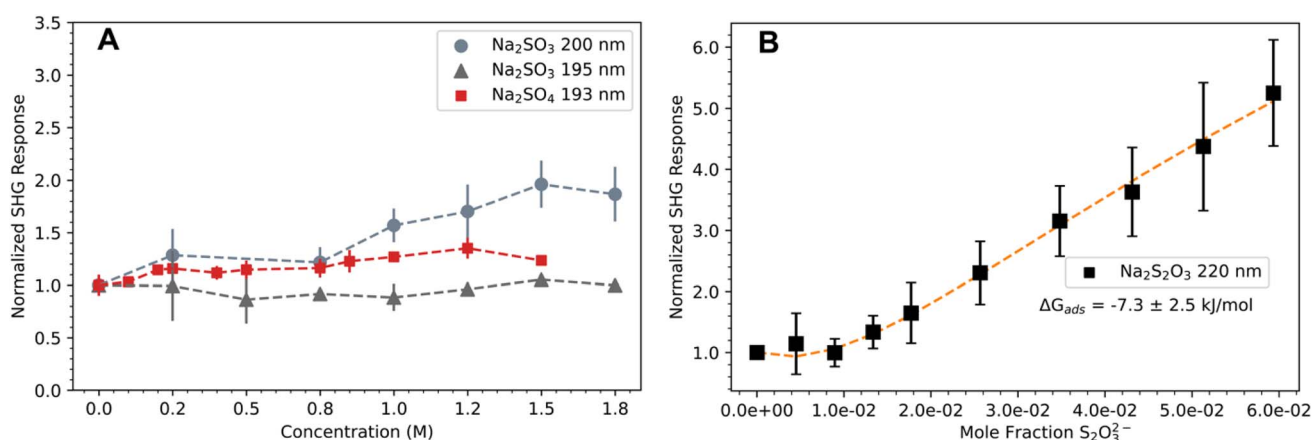 A
Na₂SO₃ 200 nm
Na₂SO₃ 195 nm
Na₂SO₄ 193 nm
Normalized SHG Response
3.5
3.0
2.5
2.0
1.5
1.0
0.5
0.0
0.0 0.2 0.5 0.8 1.0 1.2 1.5 1.8
Concentration (M)
B
Normalized SHG Response
6.0
5.0
4.0
3.0
2.0
1.0
Na₂S₂O₃ 220 nm
ΔG_ads = -7.3 ± 2.5 kJ/mol
0.0e+00 1.0e-02 2.0e-02 3.0e-02 4.0e-02 5.0e-02 6.0e-02
Mole Fraction S₂O₃²⁻